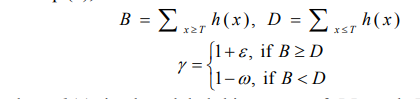 B = ∑ x≥T h(x), D = ∑ x≤T h(x)
γ = {1+ε, if B ≥ D
1−ω, if B < D